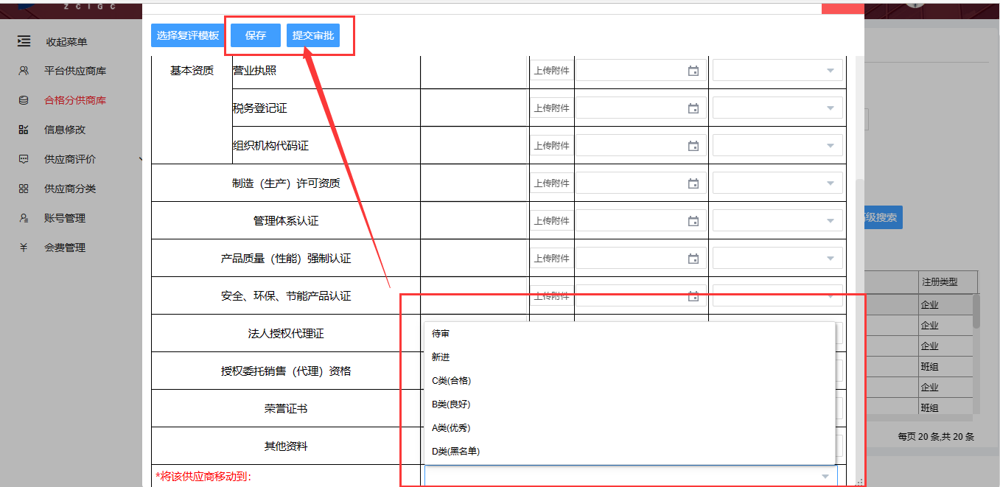 ZCIGC
收起菜单
平台供应商库
合格分供商库
信息修改
供应商评价
供应商分类
账号管理
会费管理
选择复评模板
保存
提交审批
基本资质
营业执照
上传附件
税务登记证
上传附件
组织机构代码证
上传附件
制造（生产）许可资质
上传附件
管理体系认证
上传附件
产品质量（性能）强制认证
上传附件
安全、环保、节能产品认证
上传附件
法人授权代理证
授权委托销售（代理）资格
荣誉证书
其他资料
*将该供应商移动到：
待审
新进
C类(合格)
B类(良好)
A类(优秀)
D类(黑名单)
级搜索
注册类型
企业
企业
企业
班组
企业
班组
每页 20 条,共 20 条